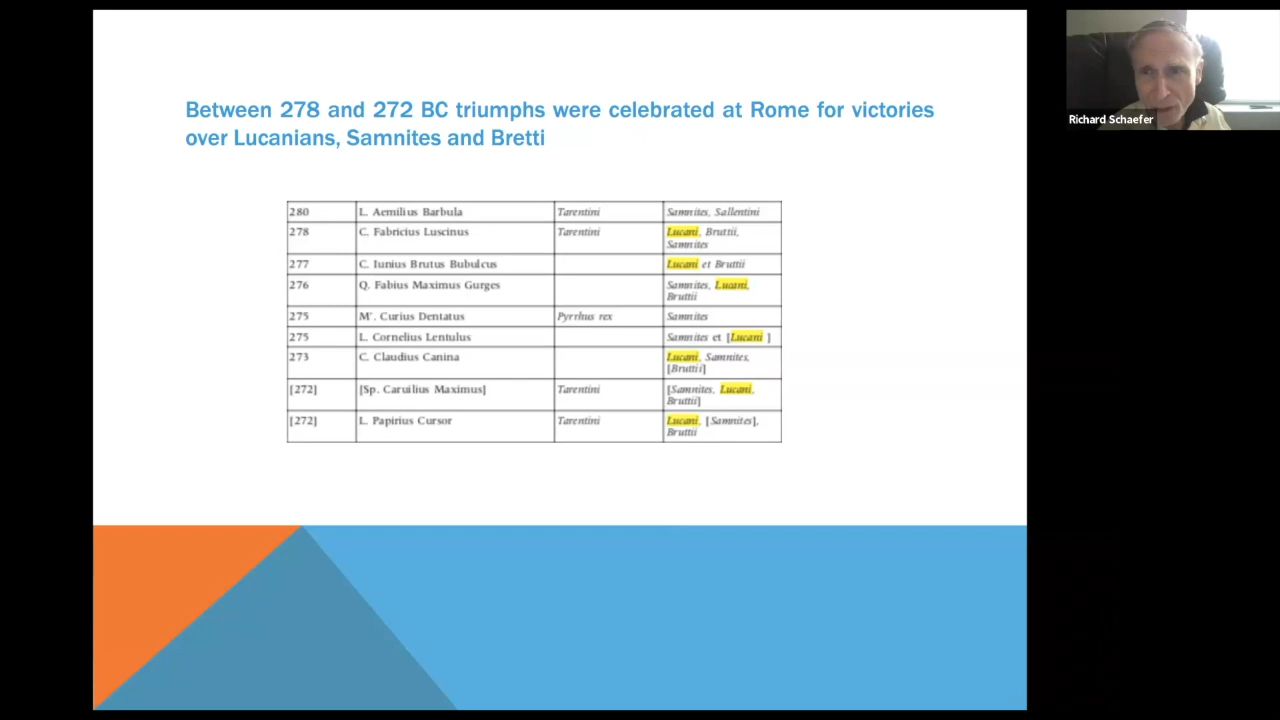 Between 278 and 272 BC triumphs were celebrated at Rome for victories
over Lucanians, Samnites and Bretti
280 L. Aemilius Barbula Tarentini Samnites, Sallentini
278 C. Fabricius Luscinus Tarentini Lucani, Bruttii,
Samnites
277 C. Iunius Brutus Bubulcus Lucani et Bruttii
276 Q. Fabius Maximus Gurges Samnites, Lucani,
Bruttii
275 M'. Curius Dentatus Pyrrhus rex Samnites
275 L. Cornelius Lentulus Samnites et [Lucani ]
273 C. Claudius Canina Lucani, Samnites,
[Bruttii]
[272] [Sp. Caruilius Maximus] Tarentini [Samnites, Lucani,
Bruttii]
[272] L. Papirius Cursor Tarentini Lucani, [Samnites],
Bruttii
Richard Schaefer